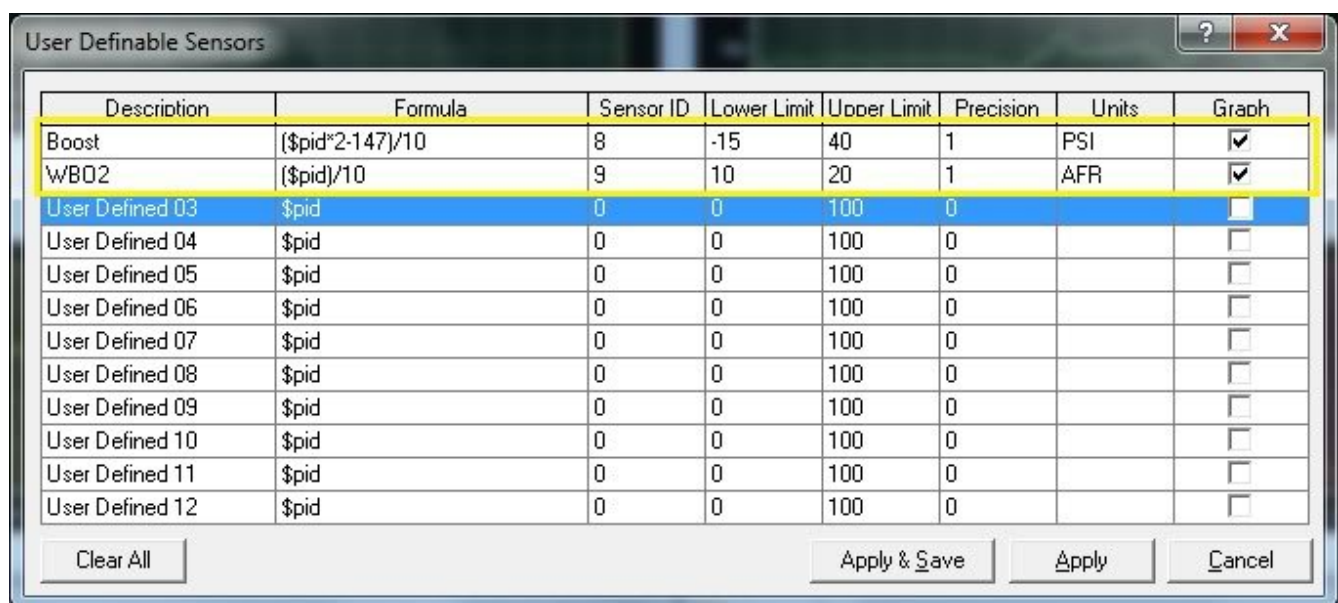 User Definable Sensors
?
Description Formula Sensor ID Lower Limit Upper Limit Precision Units Graph
Boost ($pid*2-147)/10 8 -15 40 1 PSI
WBO2 ($pid)/10 9 10 20 1 AFR
User Defined 03 $pid 0 0 100 0
User Defined 04 $pid 0 0 100 0
User Defined 05 $pid 0 0 100 0
User Defined 06 $pid 0 0 100 0
User Defined 07 $pid 0 0 100 0
User Defined 08 $pid 0 0 100 0
User Defined 09 $pid 0 0 100 0
User Defined 10 $pid 0 0 100 0
User Defined 11 $pid 0 0 100 0
User Defined 12 $pid 0 0 100 0
Clear All Apply & Save Apply Cancel